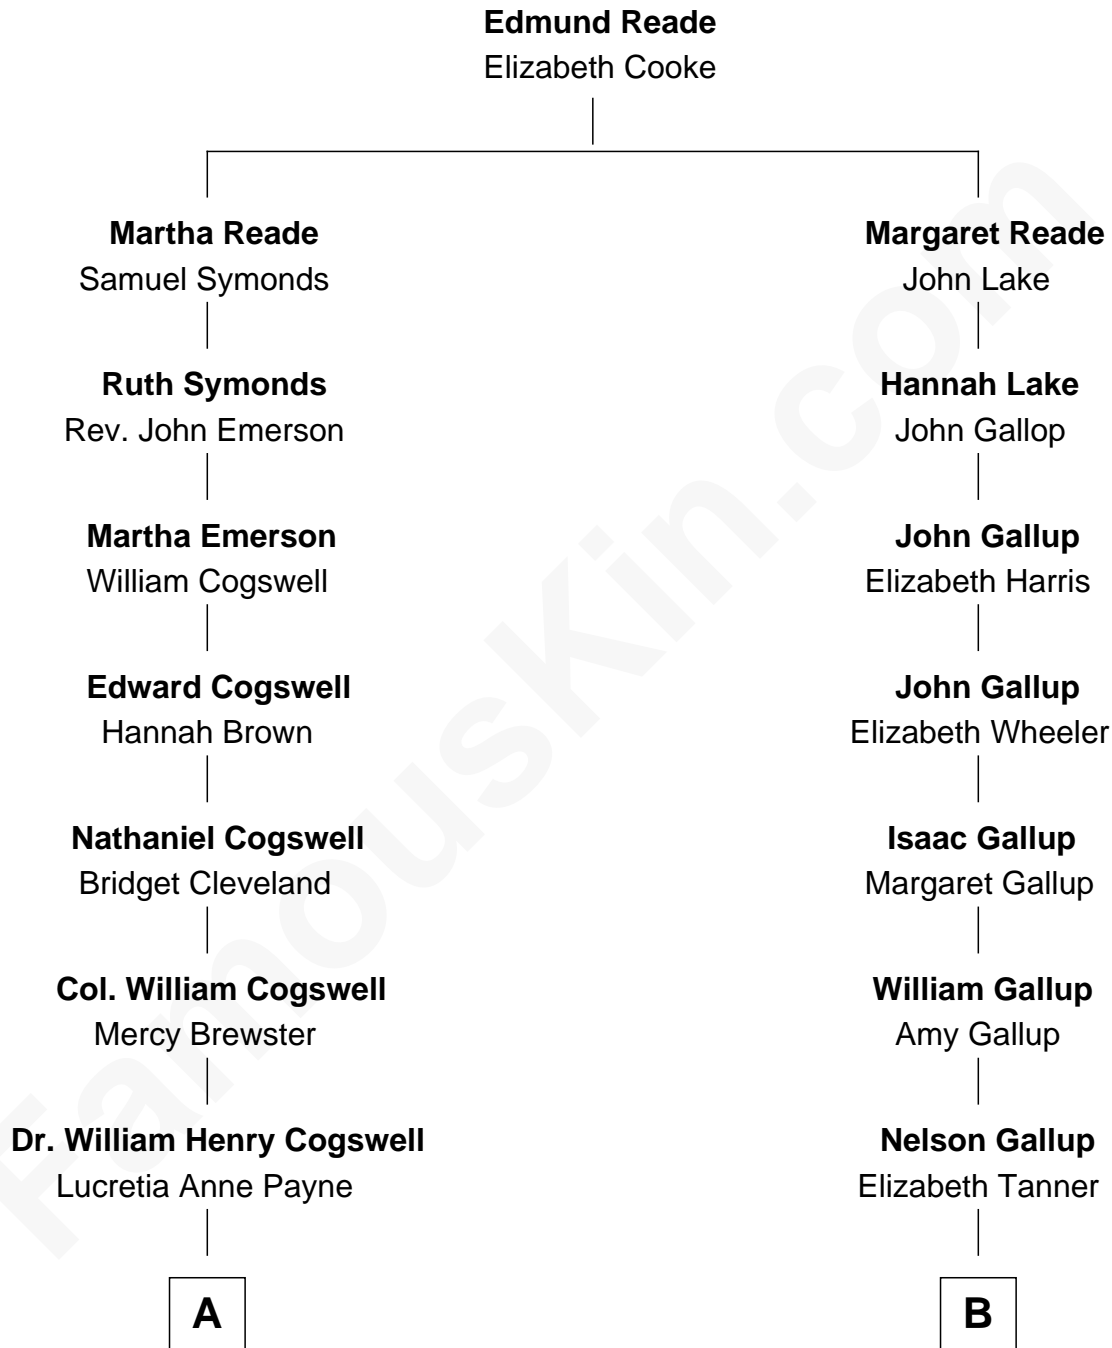 Edmund Reade
Elizabeth Cooke
Martha Reade
Samuel Symonds
Margaret Reade
John Lake
Ruth Symonds
Rev. John Emerson
Hannah Lake
John Gallop
Martha Emerson
William Cogswell
John Gallup
Elizabeth Harris
Edward Cogswell
Hannah Brown
John Gallup
Elizabeth Wheeler
Nathaniel Cogswell
Bridget Cleveland
Isaac Gallup
Margaret Gallup
Col. William Cogswell
Mercy Brewster
William Gallup
Amy Gallup
Dr. William Henry Cogswell
Lucretia Anne Payne
Nelson Gallup
Elizabeth Tanner
A
B
FamousKin.com